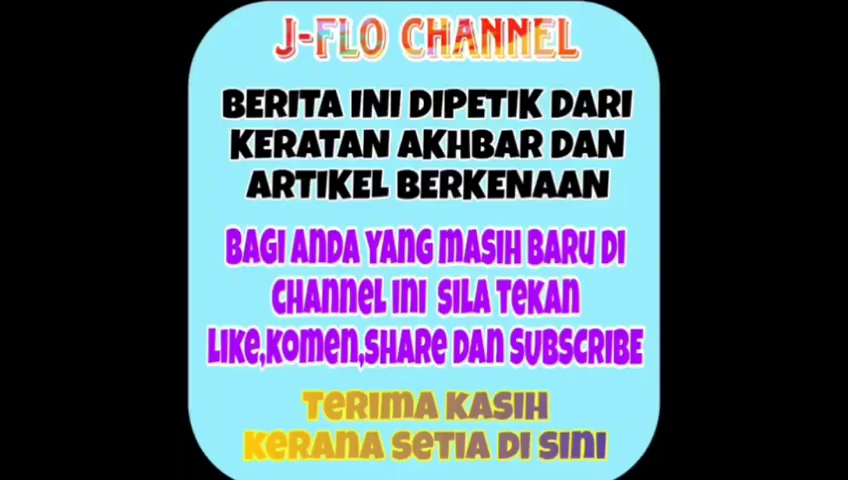 J-FLO CHANNEL
BERITA INI DIPETIK DARI
KERATAN AKHBAR DAN
ARTIKEL BERKENAAN
BAGI ANDA YANG MASIH BARU DI
CHANNEL INI SILA TEKAN
LIKE,KOMEN,SHARE DAN SUBSCRIBE
TERIMA KASIH
KERANA SETIA DI SINI